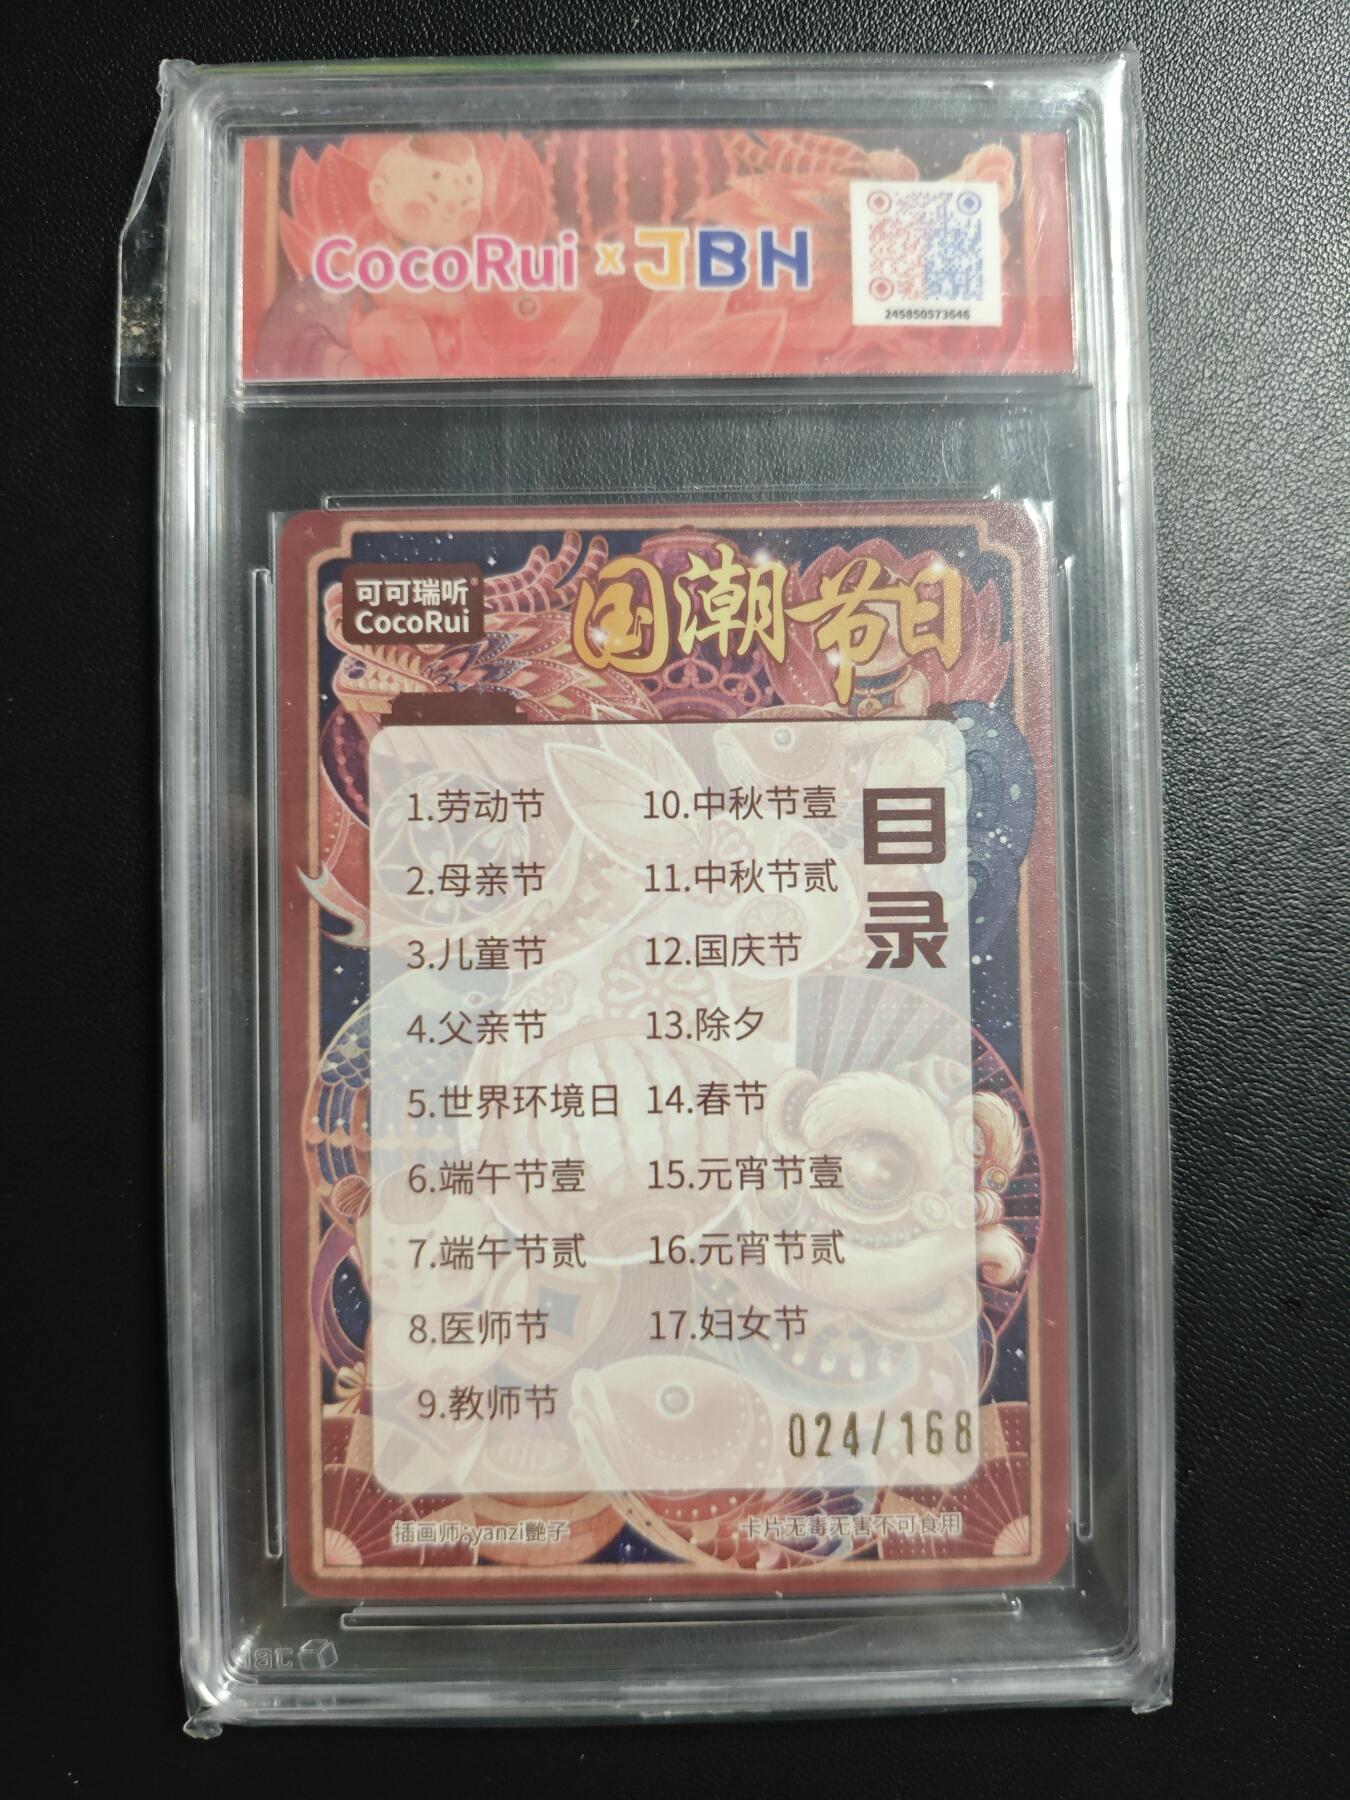 CocoRui x JBH
245850573646
可可瑞听®
CocoRui
国潮节日
目录
1.劳动节
2.母亲节
3.儿童节
4.父亲节
5.世界环境日
6.端午节壹
7.端午节贰
8.医师节
9.教师节
10.中秋节壹
11.中秋节贰
12.国庆节
13.除夕
14.春节
15.元宵节壹
16.元宵节贰
17.妇女节
024/168
插画师:yanzi艷子
卡片无毒无害不可食用